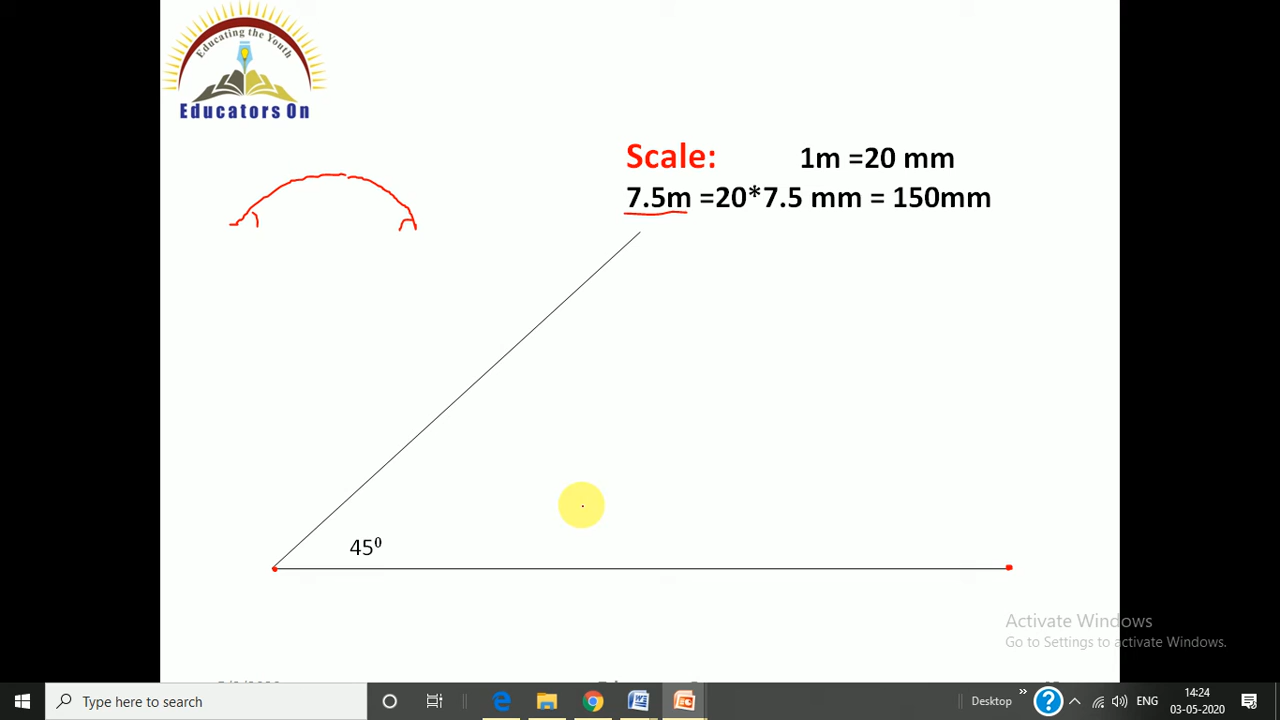 Educating the Youth
Educators On
Scale: 1m =20 mm
7.5m =20*7.5 mm = 150mm
45⁰
Activate Windows
Go to Settings to activate Windows.
Type here to search
Desktop
ENG
14:24
03-05-2020